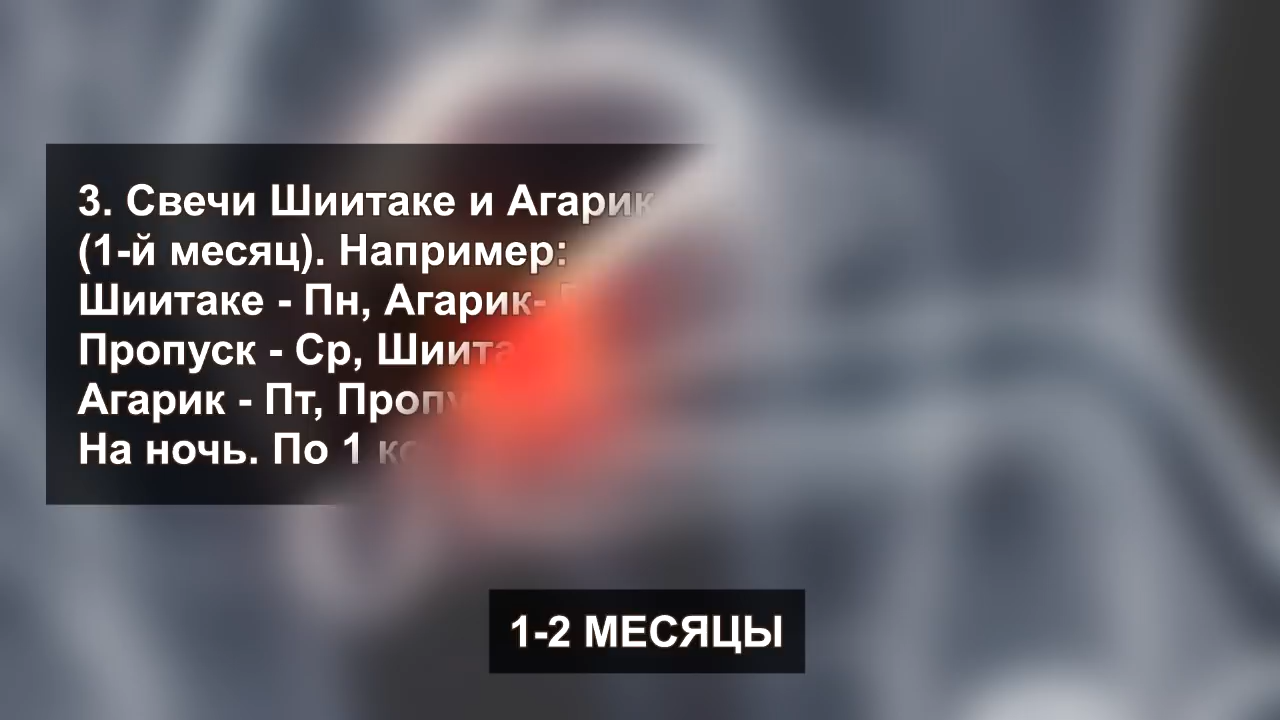 3. Свечи Шиитаке и Агарик
(1-й месяц). Например:
Шиитаке - Пн, Агарик-
Пропуск - Ср,
Агарик - Пт,
На ночь. По 1
1-2 МЕСЯЦЫ